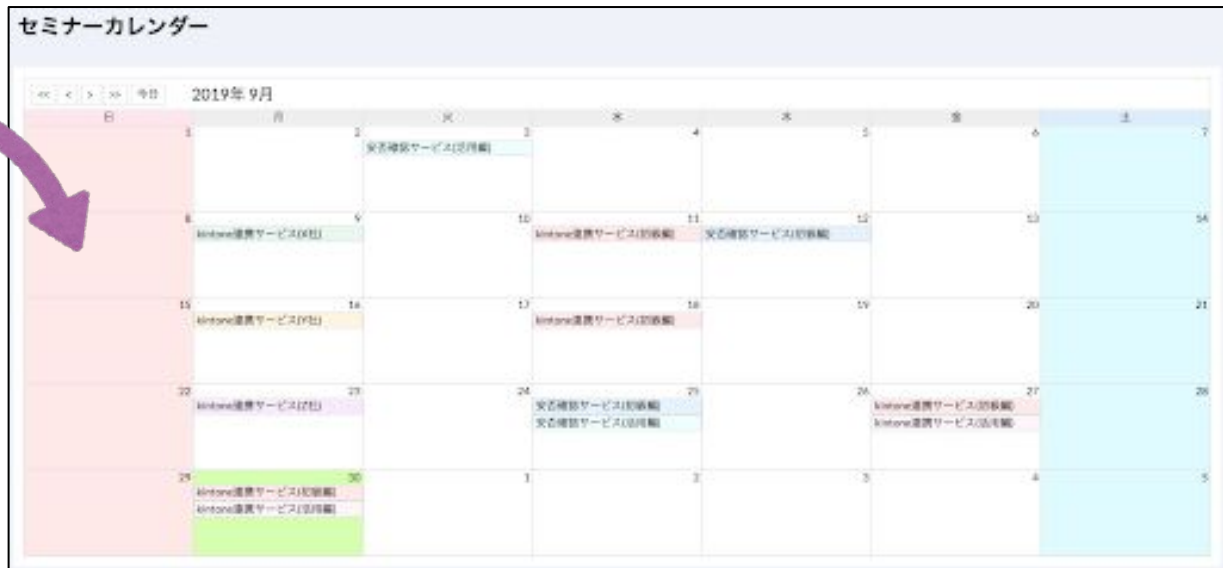 セミナーカレンダー
<< < > >> 今日 2019年 9月
日 月 火 水 木 金 土
1 2 3 4 5 6 7
安否確認サービス(活用編)
8 9 10 11 12 13 14
kintone連携サービス(X社) kintone連携サービス(初級編) 安否確認サービス(初級編)
15 16 17 18 19 20 21
kintone連携サービス(Y社) kintone連携サービス(初級編)
22 23 24 25 26 27 28
kintone連携サービス(Z社) 安否確認サービス(初級編) kintone連携サービス(初級編)
安否確認サービス(活用編) kintone連携サービス(活用編)
29 30 1 2 3 4 5
kintone連携サービス(初級編)
kintone連携サービス(活用編)